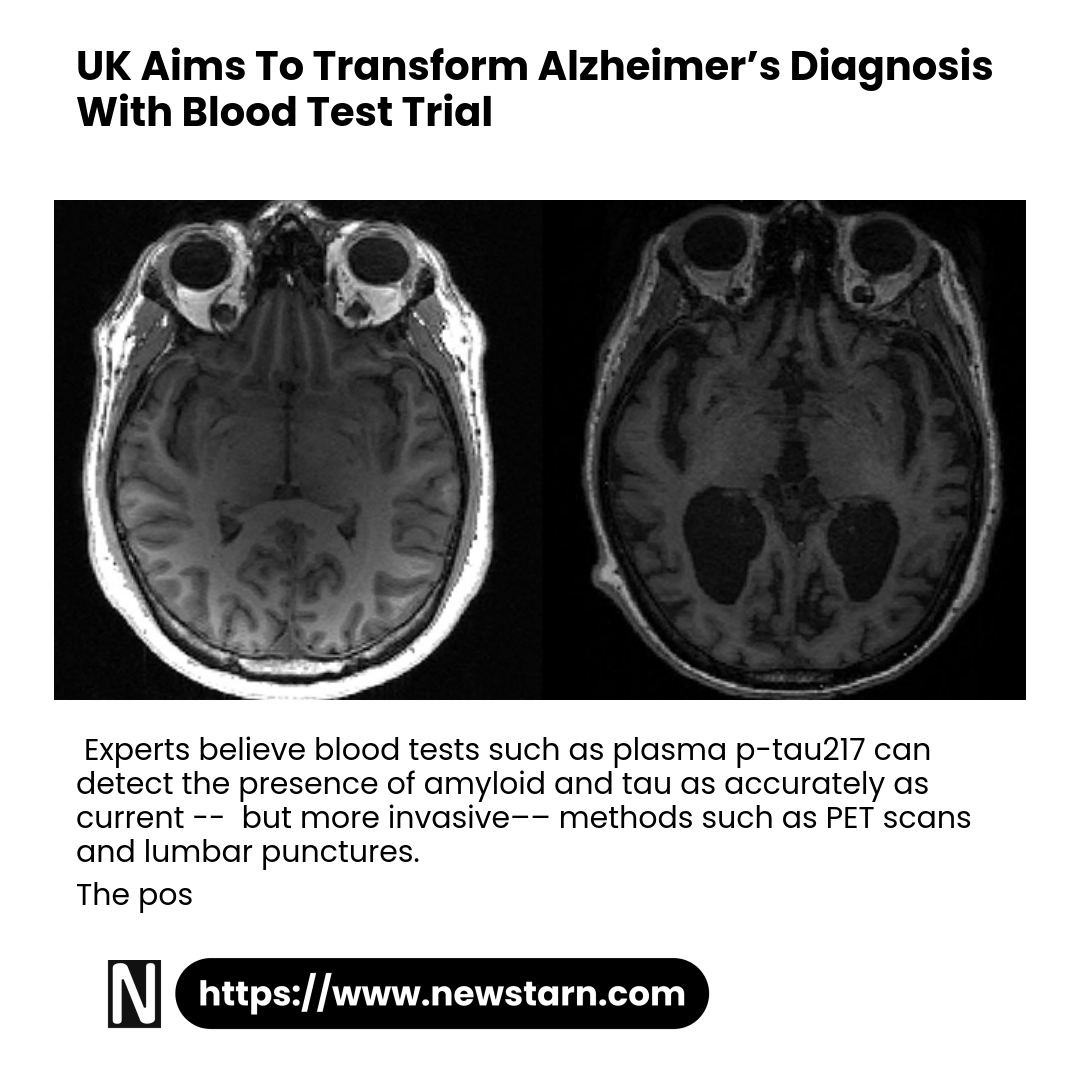 UK Aims To Transform Alzheimer’s Diagnosis
With Blood Test Trial
Experts believe blood tests such as plasma p-tau217 can
detect the presence of amyloid and tau as accurately as
current --  but more invasive–– methods such as PET scans
and lumbar punctures.
The pos
N https://www.newstarn.com